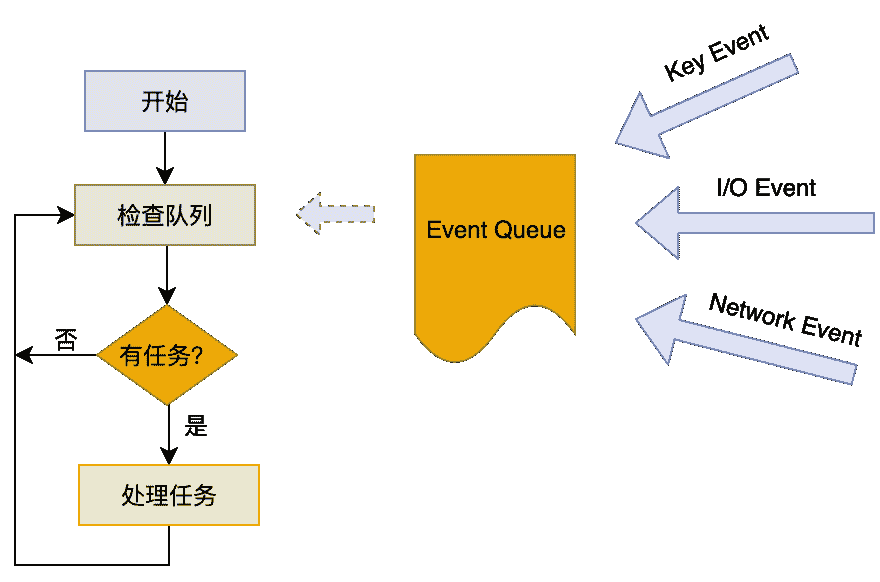 开始
检查队列
有任务?
否
是
处理任务
Event Queue
Key Event
I/O Event
Network Event